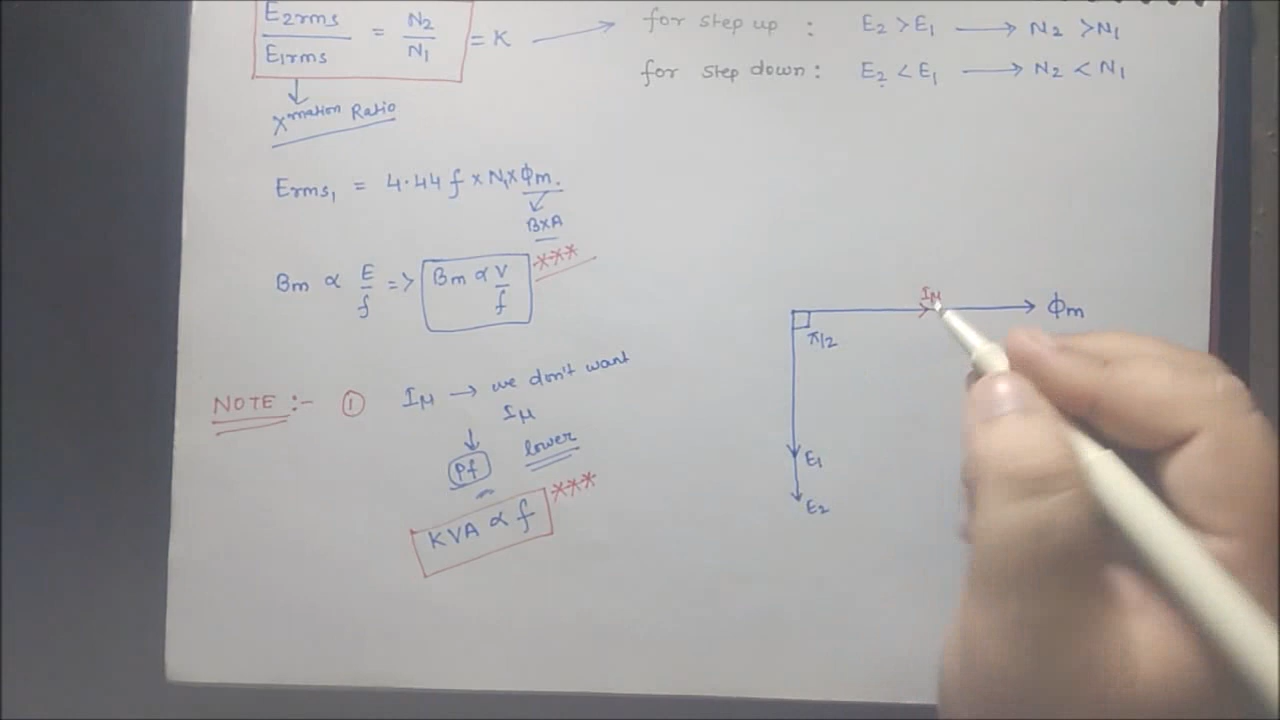 E2rms / E1rms = N2 / N1 = K → for step up : E2 > E1 → N2 > N1
for step down : E2 < E1 → N2 < N1
Xmation Ratio
Erms1 = 4.44 f × N1 × Φm.
B×A
Bm ∝ E/f => Bm ∝ V/f ***
NOTE :- ① Iμ → we don't want
Iμ
Pf lower
KVA ∝ f ***
Iμ Φm
π/2
E1
E2